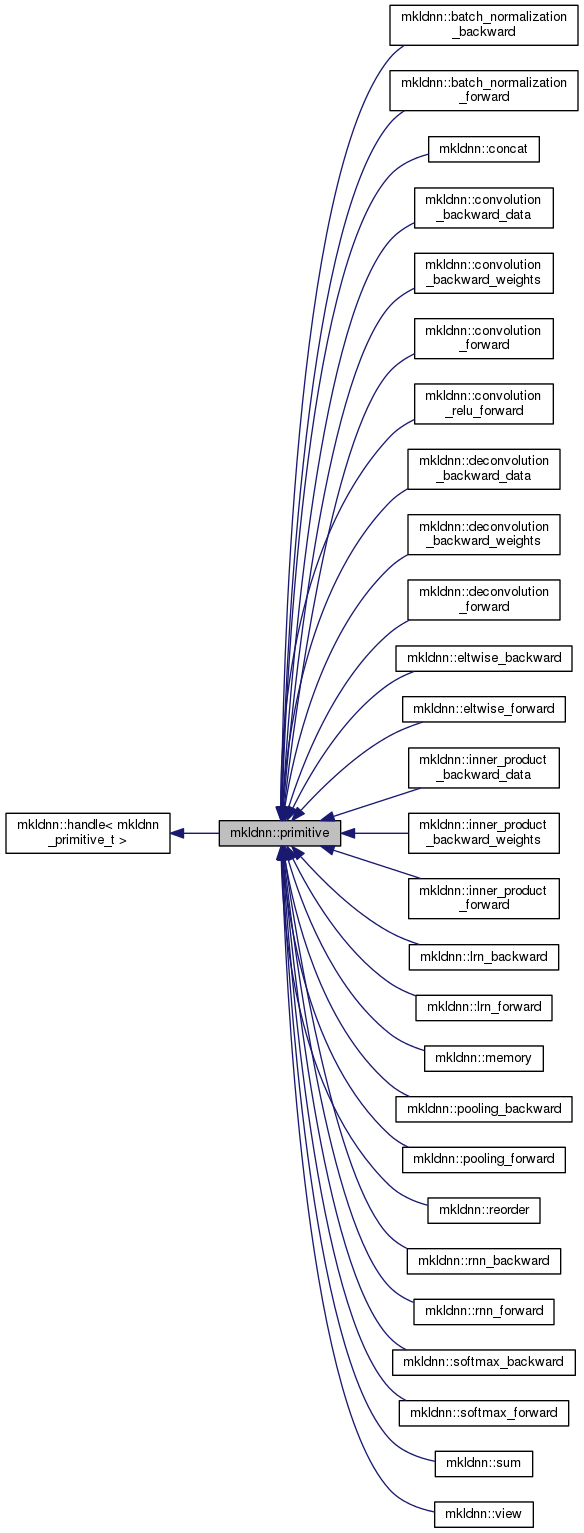 mkldnn::batch_normalization
_backward
mkldnn::batch_normalization
_forward
mkldnn::concat
mkldnn::convolution
_backward_data
mkldnn::convolution
_backward_weights
mkldnn::convolution
_forward
mkldnn::convolution
_relu_forward
mkldnn::deconvolution
_backward_data
mkldnn::deconvolution
_backward_weights
mkldnn::deconvolution
_forward
mkldnn::eltwise_backward
mkldnn::eltwise_forward
mkldnn::inner_product
_backward_data
mkldnn::handle< mkldnn
_primitive_t >
mkldnn::primitive
mkldnn::inner_product
_backward_weights
mkldnn::inner_product
_forward
mkldnn::lrn_backward
mkldnn::lrn_forward
mkldnn::memory
mkldnn::pooling_backward
mkldnn::pooling_forward
mkldnn::reorder
mkldnn::rnn_backward
mkldnn::rnn_forward
mkldnn::softmax_backward
mkldnn::softmax_forward
mkldnn::sum
mkldnn::view